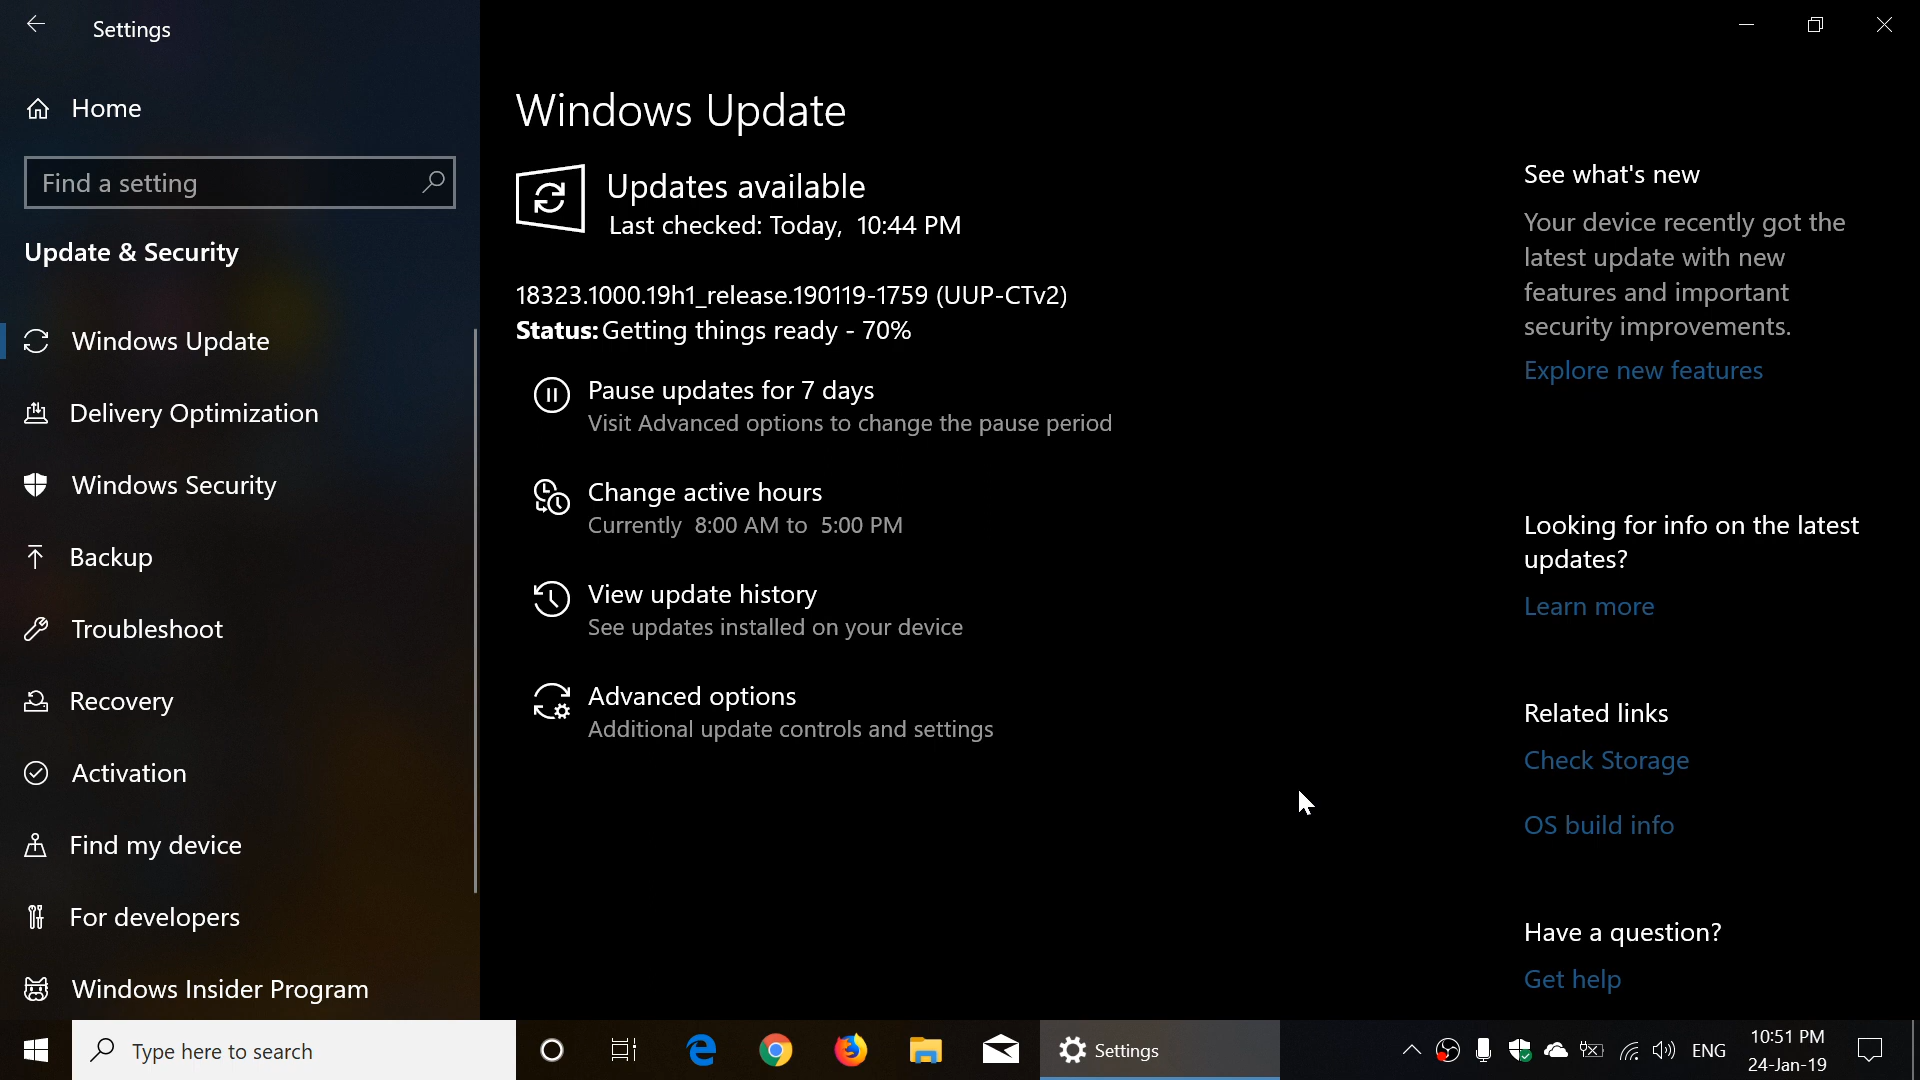 Settings
Home
Find a setting
Update & Security
Windows Update
Delivery Optimization
Windows Security
Backup
Troubleshoot
Recovery
Activation
Find my device
For developers
Windows Insider Program
Windows Update
Updates available
Last checked: Today, 10:44 PM
18323.1000.19h1_release.190119-1759 (UUP-CTv2)
Status: Getting things ready - 70%
Pause updates for 7 days
Visit Advanced options to change the pause period
Change active hours
Currently 8:00 AM to 5:00 PM
View update history
See updates installed on your device
Advanced options
Additional update controls and settings
See what's new
Your device recently got the
latest update with new
features and important
security improvements.
Explore new features
Looking for info on the latest
updates?
Learn more
Related links
Check Storage
OS build info
Have a question?
Get help
Type here to search
Settings
ENG
10:51 PM
24-Jan-19